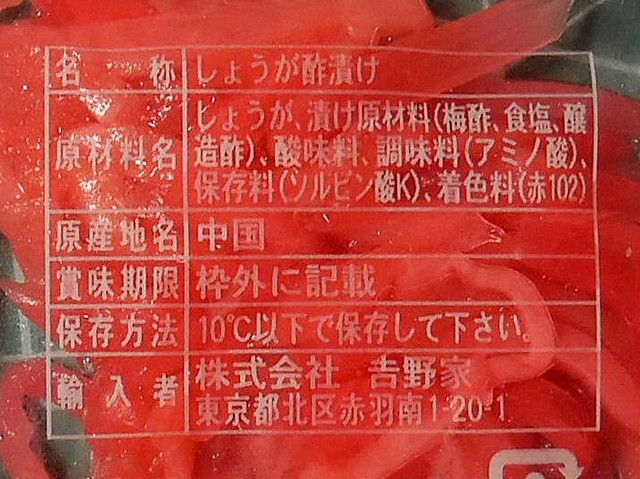 名称 しょうが酢漬け
原材料名 しょうが、漬け原材料(梅酢、食塩、醸
造酢)、酸味料、調味料(アミノ酸)、
保存料(ソルビン酸K)、着色料(赤102)
原産地名 中国
賞味期限 枠外に記載
保存方法 10℃以下で保存して下さい。
輸入者 株式会社 𠮷野家
東京都北区赤羽南1-20-1